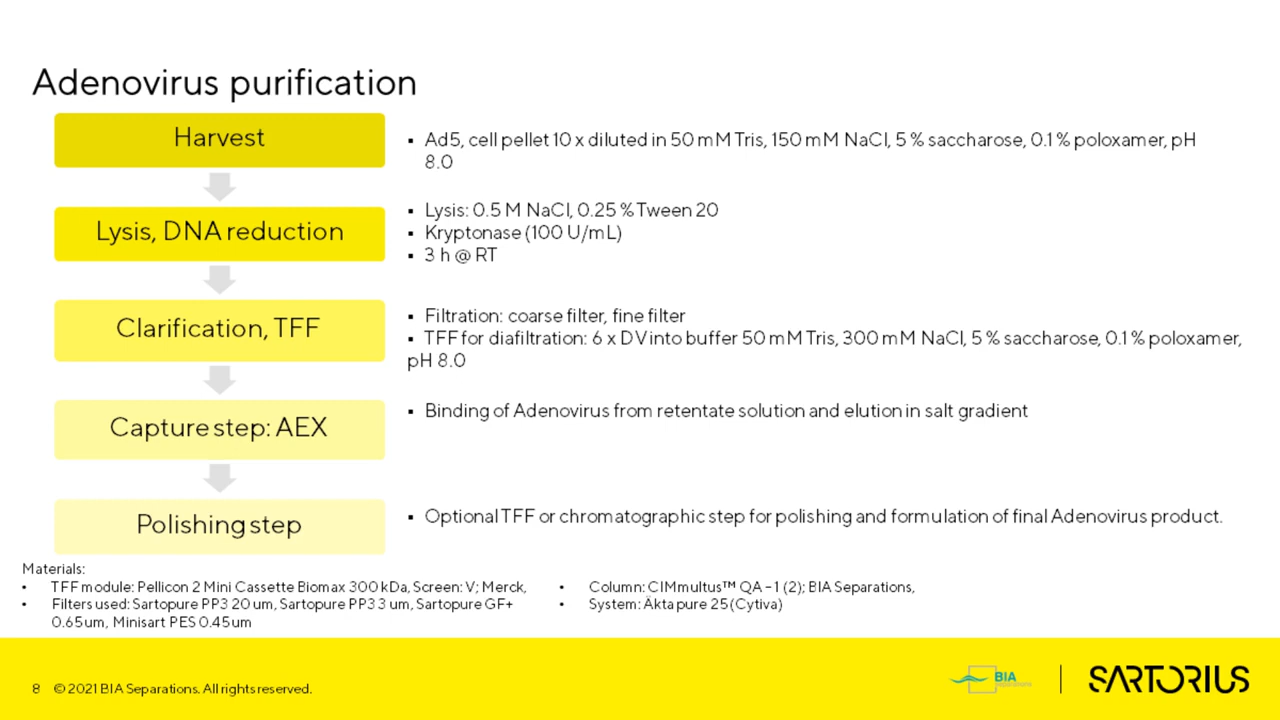 Adenovirus purification
Harvest
▪ Ad5, cell pellet 10 x diluted in 50 mM Tris, 150 mM NaCl, 5 % saccharose, 0.1 % poloxamer, pH
8.0
Lysis, DNA reduction
▪ Lysis: 0.5 M NaCl, 0.25 % Tween 20
▪ Kryptonase (100 U/mL)
▪ 3 h @ RT
Clarification, TFF
▪ Filtration: coarse filter, fine filter
▪ TFF for diafiltration: 6 x DV into buffer 50 mM Tris, 300 mM NaCl, 5 % saccharose, 0.1 % poloxamer,
pH 8.0
Capture step: AEX
▪ Binding of Adenovirus from retentate solution and elution in salt gradient
Polishing step
▪ Optional TFF or chromatographic step for polishing and formulation of final Adenovirus product.
Materials:
• TFF module: Pellicon 2 Mini Cassette Biomax 300 kDa, Screen: V; Merck,
• Filters used: Sartopure PP3 20 um, Sartopure PP3 3 um, Sartopure GF+
0.65um, Minisart PES 0.45um
• Column: CIMmultus™ QA – 1 (2); BIA Separations,
• System: Äkta pure 25 (Cytiva)
8 © 2021 BIA Separations. All rights reserved.
BIA
separations
SARTORIUS